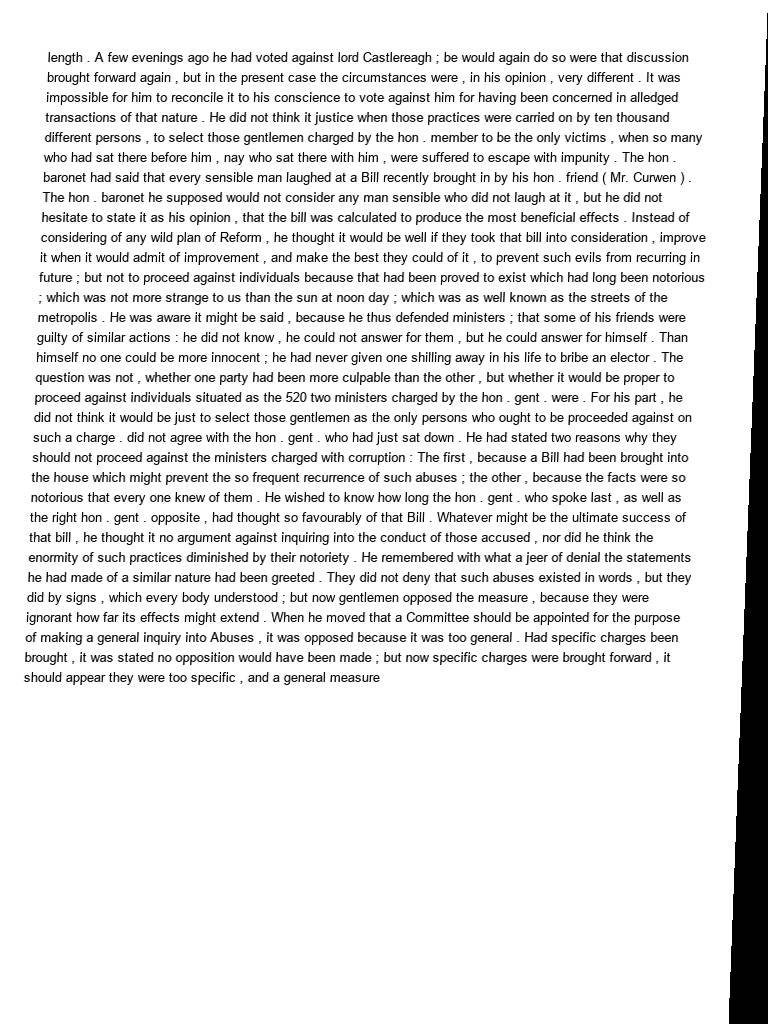 length . A few evenings ago he had voted against lord Castlereagh ; be would again do so were that discussion
brought forward again , but in the present case the circumstances were , in his opinion , very different . It was
impossible for him to reconcile it to his conscience to vote against him for having been concerned in alledged
transactions of that nature . He did not think it justice when those practices were carried on by ten thousand
different persons , to select those gentlemen charged by the hon . member to be the only victims , when so many
who had sat there before him , nay who sat there with him , were suffered to escape with impunity . The hon .
baronet had said that every sensible man laughed at a Bill recently brought in by his hon . friend ( Mr. Curwen ) .
The hon . baronet he supposed would not consider any man sensible who did not laugh at it , but he did not
hesitate to state it as his opinion , that the bill was calculated to produce the most beneficial effects . Instead of
considering of any wild plan of Reform , he thought it would be well if they took that bill into consideration , improve
it when it would admit of improvement , and make the best they could of it , to prevent such evils from recurring in
future ; but not to proceed against individuals because that had been proved to exist which had long been notorious
; which was not more strange to us than the sun at noon day ; which was as well known as the streets of the
metropolis . He was aware it might be said , because he thus defended ministers ; that some of his friends were
guilty of similar actions : he did not know , he could not answer for them , but he could answer for himself . Than
himself no one could be more innocent ; he had never given one shilling away in his life to bribe an elector . The
question was not , whether one party had been more culpable than the other , but whether it would be proper to
proceed against individuals situated as the 520 two ministers charged by the hon . gent . were . For his part , he
did not think it would be just to select those gentlemen as the only persons who ought to be proceeded against on
such a charge . did not agree with the hon . gent . who had just sat down . He had stated two reasons why they
should not proceed against the ministers charged with corruption : The first , because a Bill had been brought into
the house which might prevent the so frequent recurrence of such abuses ; the other , because the facts were so
notorious that every one knew of them . He wished to know how long the hon . gent . who spoke last , as well as
the right hon . gent . opposite , had thought so favourably of that Bill . Whatever might be the ultimate success of
that bill , he thought it no argument against inquiring into the conduct of those accused , nor did he think the
enormity of such practices diminished by their notoriety . He remembered with what a jeer of denial the statements
he had made of a similar nature had been greeted . They did not deny that such abuses existed in words , but they
did by signs , which every body understood ; but now gentlemen opposed the measure , because they were
ignorant how far its effects might extend . When he moved that a Committee should be appointed for the purpose
of making a general inquiry into Abuses , it was opposed because it was too general . Had specific charges been
brought , it was stated no opposition would have been made ; but now specific charges were brought forward , it
should appear they were too specific , and a general measure